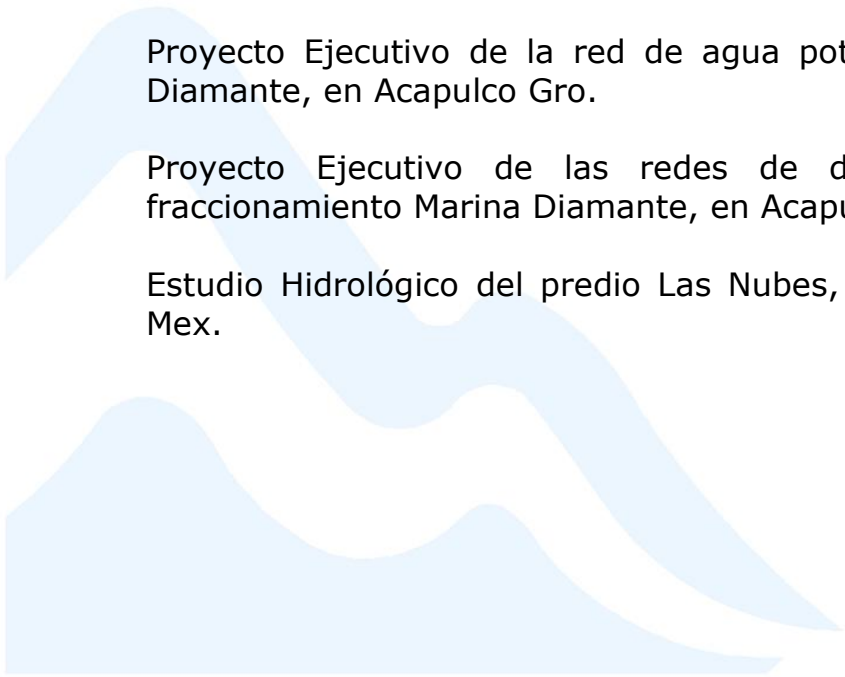 Proyecto Ejecutivo de la red de agua
Diamante, en Acapulco Gro.
Proyecto Ejecutivo de las redes de
fraccionamiento Marina Diamante, en
Estudio Hidrológico del predio Las Nubes,
Mex.